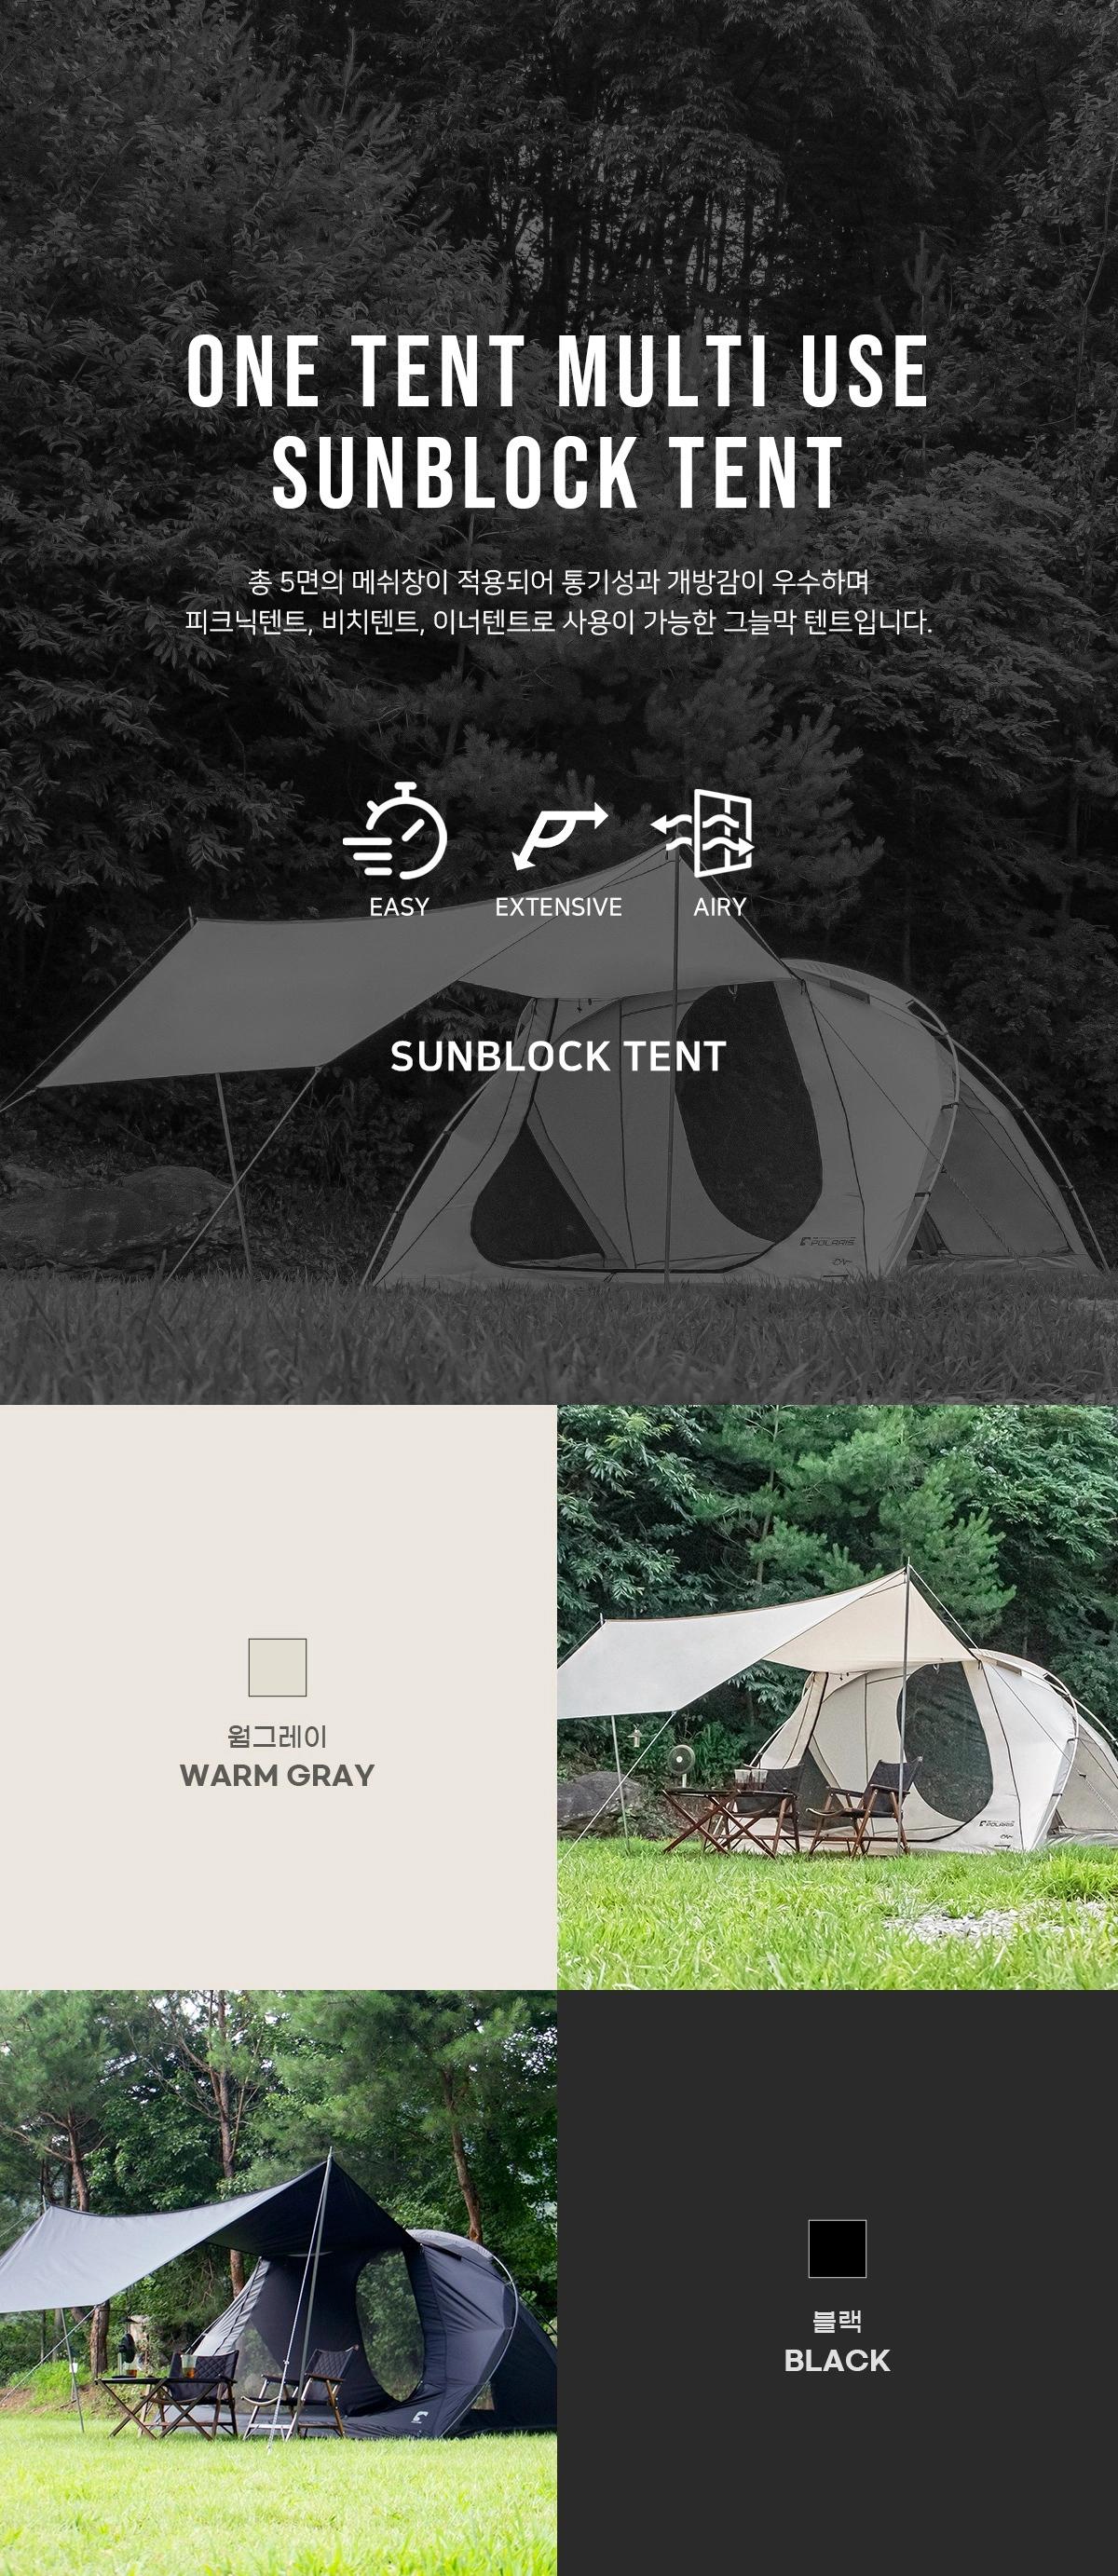 ONE TENT MULTI USE
SUNBLOCK TENT
총 5면의 메쉬창이 적용되어 통기성과 개방감이 우수하며
피크닉텐트, 비치텐트, 이너텐트로 사용이 가능한 그늘막 텐트입니다.
EASY
EXTENSIVE
AIRY
SUNBLOCK TENT
POLARIS
웜그레이
WARM GRAY
POLARIS
블랙
BLACK